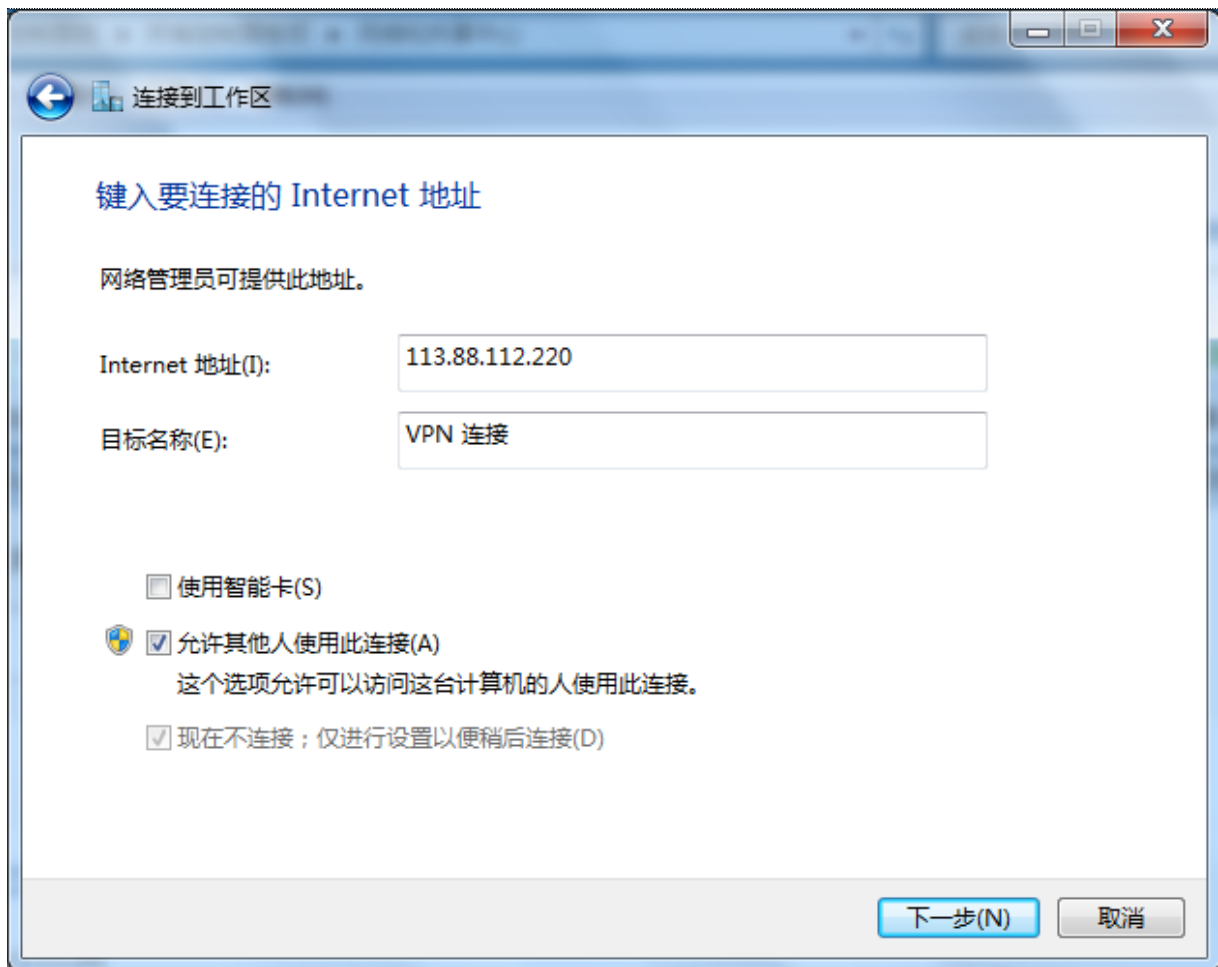 连接到工作区
键入要连接的 Internet 地址
网络管理员可提供此地址。
Internet 地址(I):
113.88.112.220
目标名称(E):
VPN 连接
使用智能卡(S)
允许其他人使用此连接(A)
这个选项允许可以访问这台计算机的人使用此连接。
现在不连接；仅进行设置以便稍后连接(D)
下一步(N)
取消